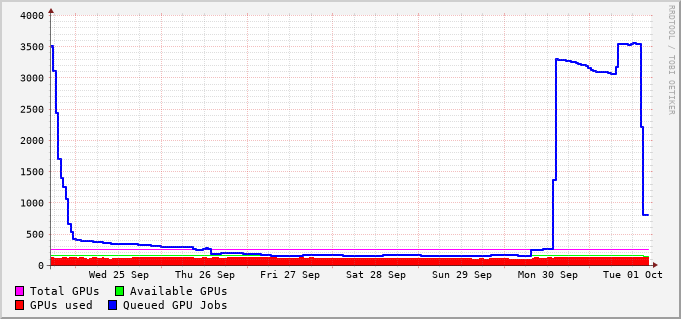 4000
3500
3000
2500
2000
1500
1000
500
0
Wed 25 Sep Thu 26 Sep Fri 27 Sep Sat 28 Sep Sun 29 Sep Mon 30 Sep Tue 01 Oct
Total GPUs Available GPUs
GPUs used Queued GPU Jobs
RRDTOOL / TOBI OETIKER